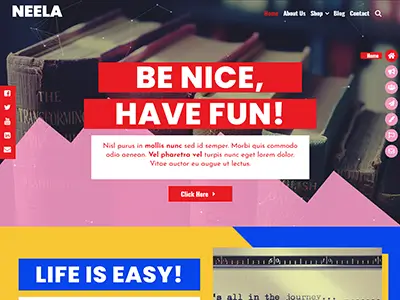 NEELA
Home About Us Shop Blog Contact
Home
BE NICE,
HAVE FUN!
THE
TRANSFORMING
Nisl purus in mollis nunc sed id semper. Morbi quis commodo
odio aenean. Vel pharetra vel turpis nunc eget lorem dolor.
Vitae auctor eu augue ut lectus.
Click Here
LIFE IS EASY!
's all in the journey...